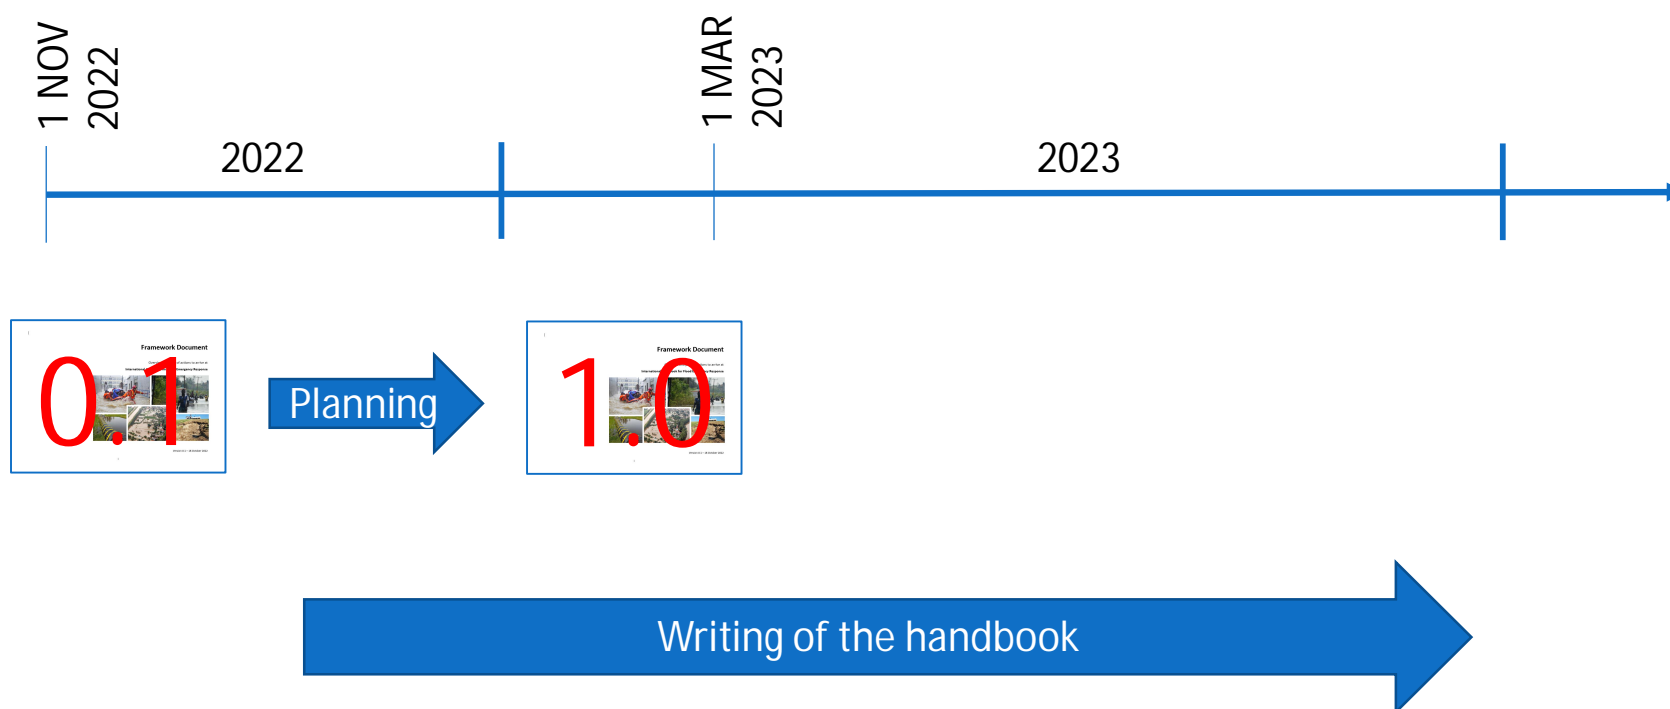 1 NOV
2022
1 MAR
2023
2022
2023
Framework Document
0.1
Planning
Framework Document
1.0
Writing of the handbook